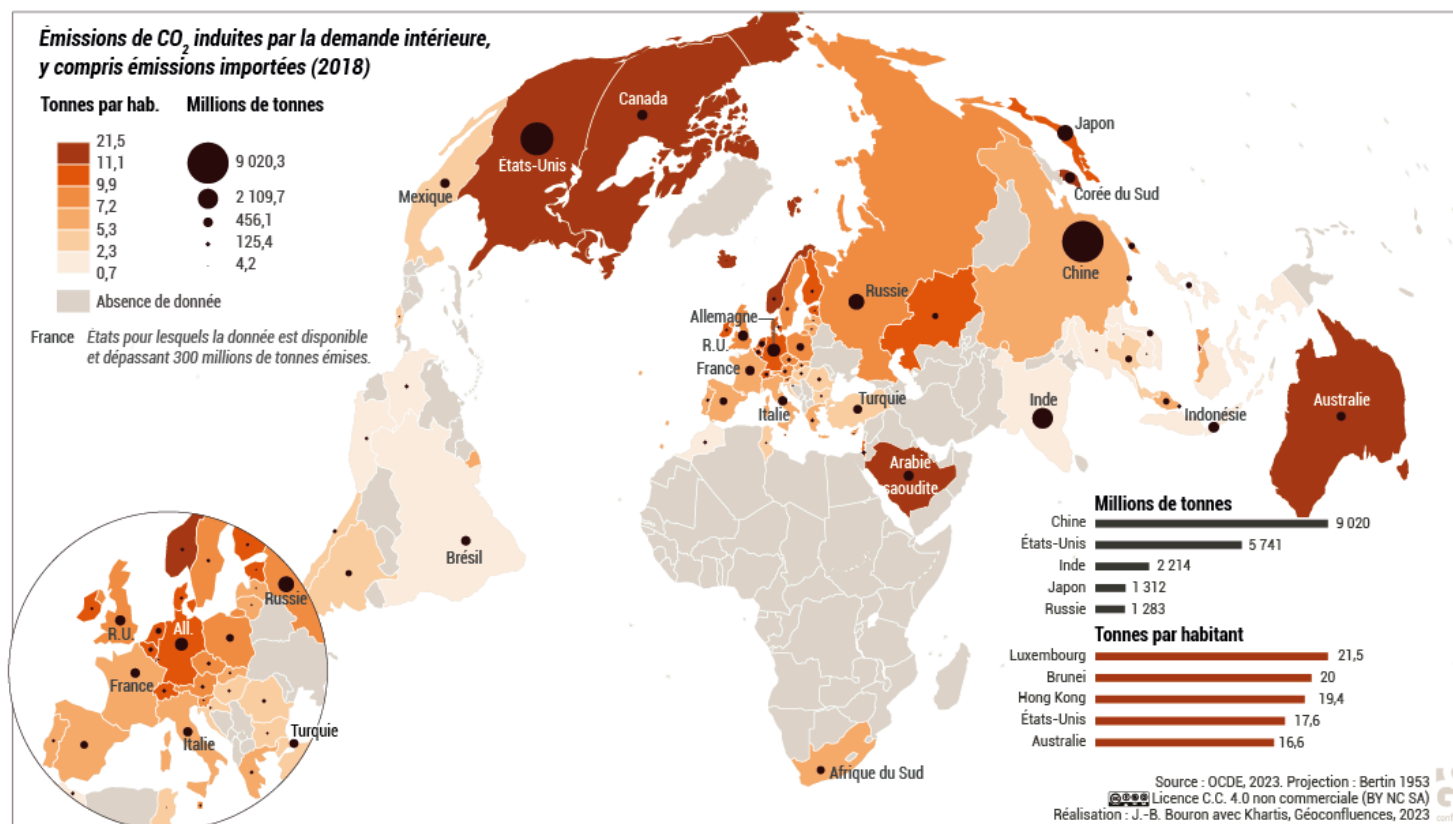 Émissions de CO₂ induites par la demande intérieure,
y compris émissions importées (2018)
Tonnes par hab.
21,5
11,1
9,9
7,2
5,3
2,3
0,7
Absence de donnée
Millions de tonnes
9 020,3
2 109,7
456,1
125,4
4,2
France États pour lesquels la donnée est disponible
et dépassant 300 millions de tonnes émises.
Canada
États-Unis
Mexique
Japon
Corée du Sud
Chine
Russie
Allemagne
R.U.
France
Italie
Turquie
Inde
Indonésie
Australie
Arabie
saoudite
Brésil
Afrique du Sud
Russie
R.U.
All.
France
Italie
Turquie
Millions de tonnes
Chine 9 020
États-Unis 5 741
Inde 2 214
Japon 1 312
Russie 1 283
Tonnes par habitant
Luxembourg 21,5
Brunei 20
Hong Kong 19,4
États-Unis 17,6
Australie 16,6
Source : OCDE, 2023. Projection : Bertin 1953
Licence C.C. 4.0 non commerciale (BY NC SA)
Réalisation : J.-B. Bouron avec Khartis, Géoconfluences, 2023